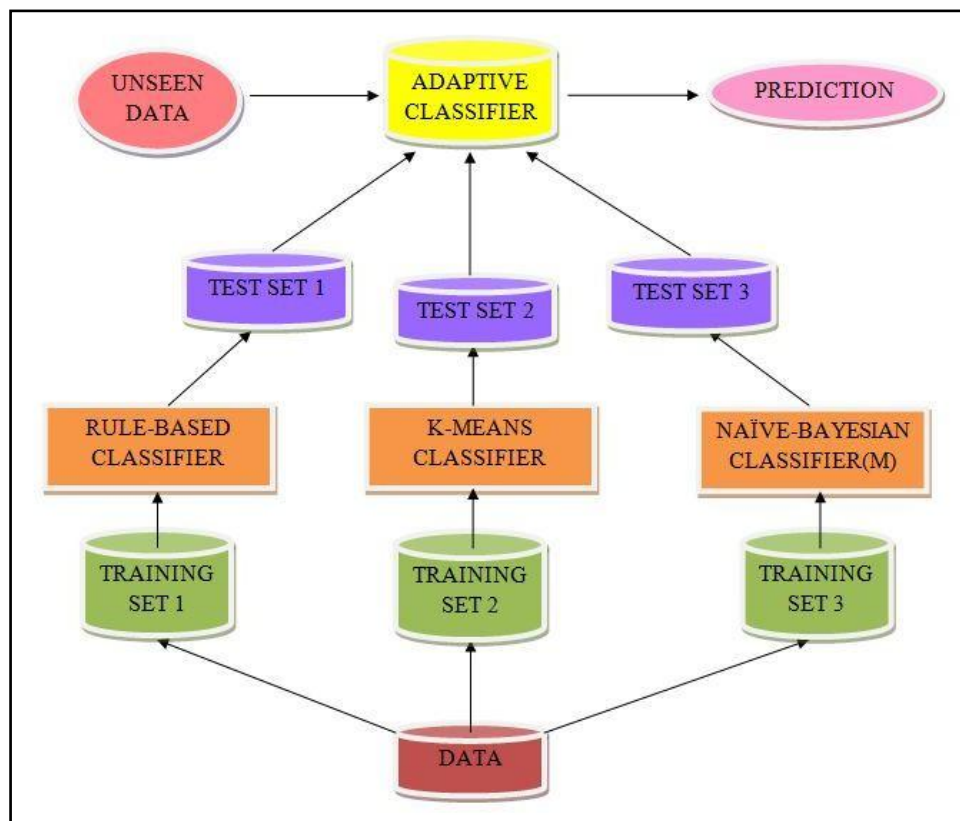 UNSEEN
DATA
ADAPTIVE
CLASSIFIER
PREDICTION
TEST SET 1
TEST SET 2
TEST SET 3
RULE-BASED
CLASSIFIER
K-MEANS
CLASSIFIER
NAÏVE-BAYESIAN
CLASSIFIER(M)
TRAINING
SET 1
TRAINING
SET 2
TRAINING
SET 3
DATA